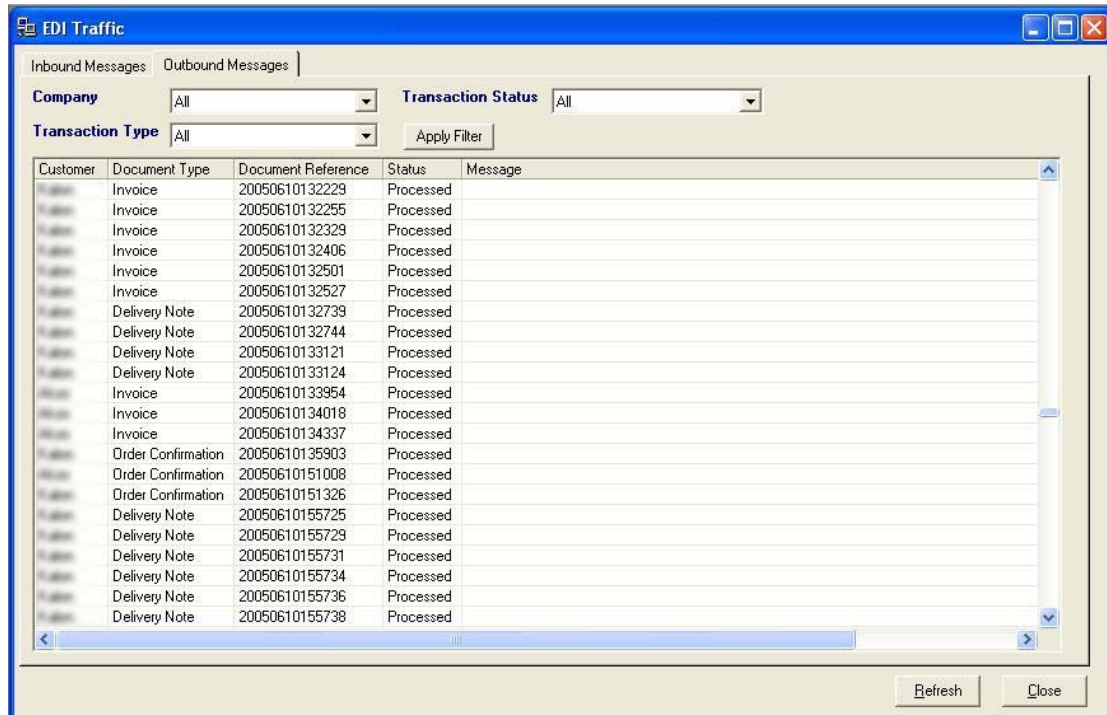 EDI Traffic
Inbound Messages Outbound Messages
Company All Transaction Status All
Transaction Type All Apply Filter
Customer Document Type Document Reference Status Message
Invoice 20050610132229 Processed
Invoice 20050610132255 Processed
Invoice 20050610132329 Processed
Invoice 20050610132406 Processed
Invoice 20050610132501 Processed
Invoice 20050610132527 Processed
Delivery Note 20050610132739 Processed
Delivery Note 20050610132744 Processed
Delivery Note 20050610133121 Processed
Delivery Note 20050610133124 Processed
Invoice 20050610133954 Processed
Invoice 20050610134018 Processed
Invoice 20050610134337 Processed
Order Confirmation 20050610135903 Processed
Order Confirmation 20050610151008 Processed
Order Confirmation 20050610151326 Processed
Delivery Note 20050610155725 Processed
Delivery Note 20050610155729 Processed
Delivery Note 20050610155731 Processed
Delivery Note 20050610155734 Processed
Delivery Note 20050610155736 Processed
Delivery Note 20050610155738 Processed
Refresh Close